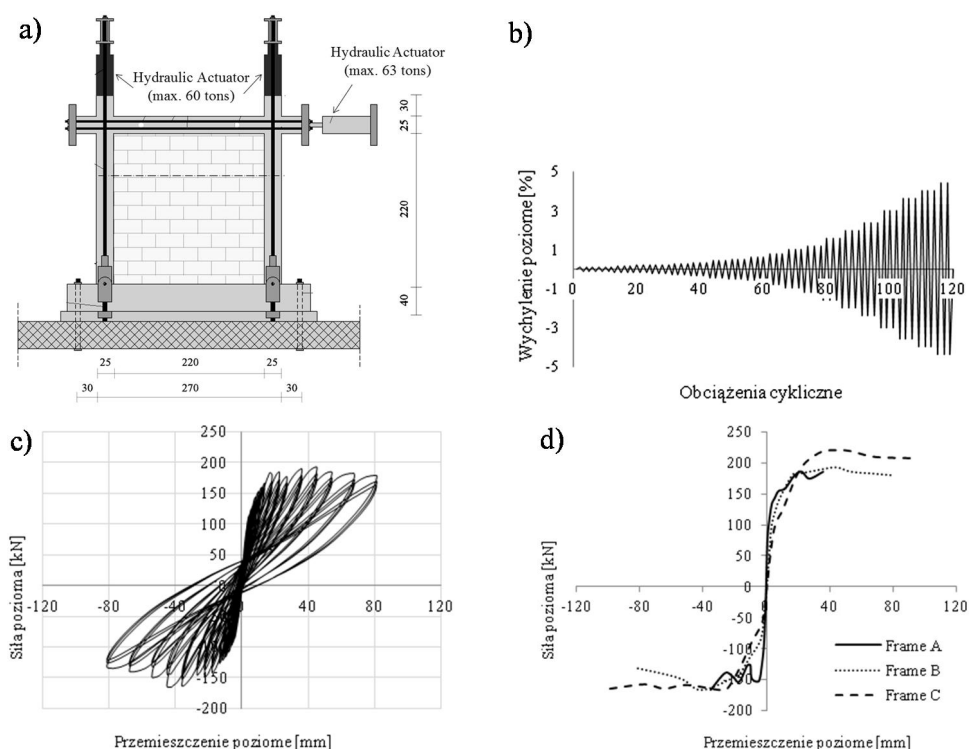 a)
Hydraulic Actuator
(max. 63 tons)
Hydraulic Actuator
(max. 60 tons)
30
25
220
40
25 220 25
30 270 30
b)
Wychylenie poziome [%]
5
3
1
-1
-3
-5
0 20 40 60 80 100 120
Obciążenia cykliczne
c)
Siła pozioma [kN]
250
200
150
100
50
0
-100
-150
-200
-120 -80 -40 0 40 80 120
Przemieszczenie poziome [mm]
d)
Siła pozioma [kN]
250
200
150
100
50
0
-50
-100
-150
-200
-120 -80 -40 0 40 80 120
Frame A
Frame B
Frame C
Przemieszczenie poziome [mm]